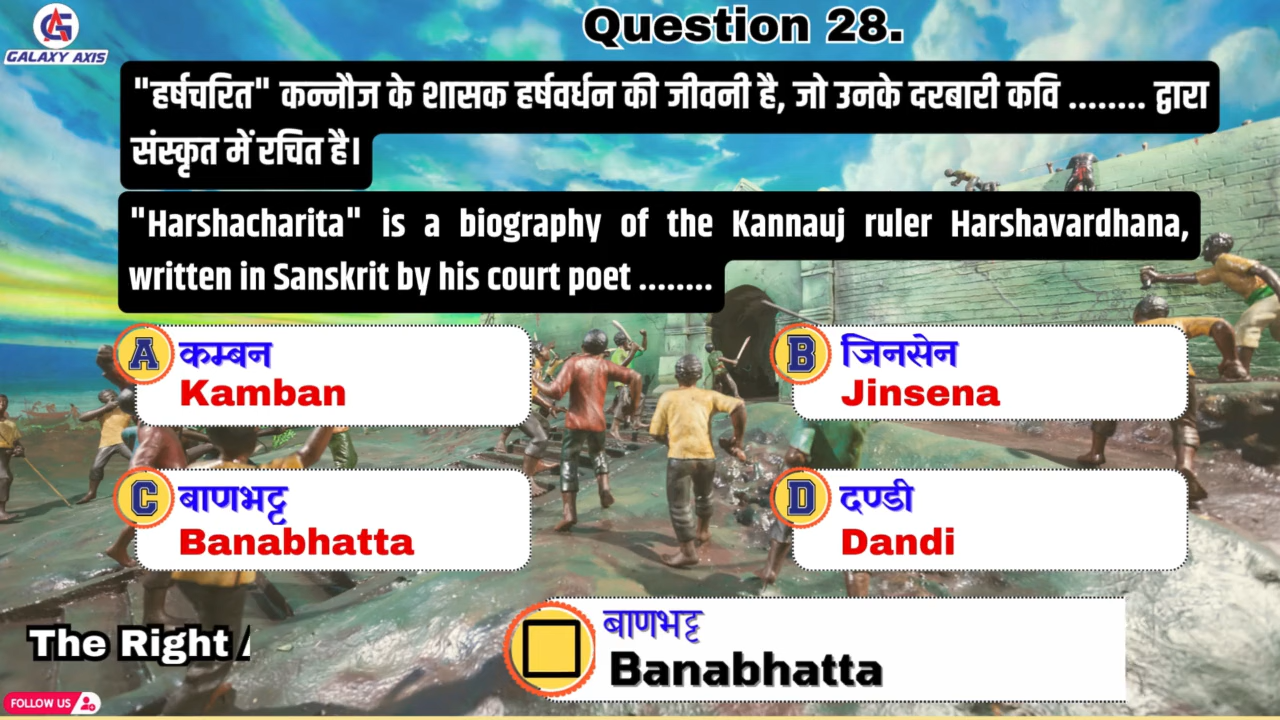 GALAXY AXIS
Question 28.
"हर्षचरित" कन्नौज के शासक हर्षवर्धन की जीवनी है, जो उनके दरबारी कवि ........ द्वारा
संस्कृत में रचित है।
"Harshacharita" is a biography of the Kannauj ruler Harshavardhana,
written in Sanskrit by his court poet ........
A कम्बन
Kamban
B जिनसेन
Jinsena
C बाणभट्ट
Banabhatta
D दण्डी
Dandi
The Right
बाणभट्ट
Banabhatta
FOLLOW US